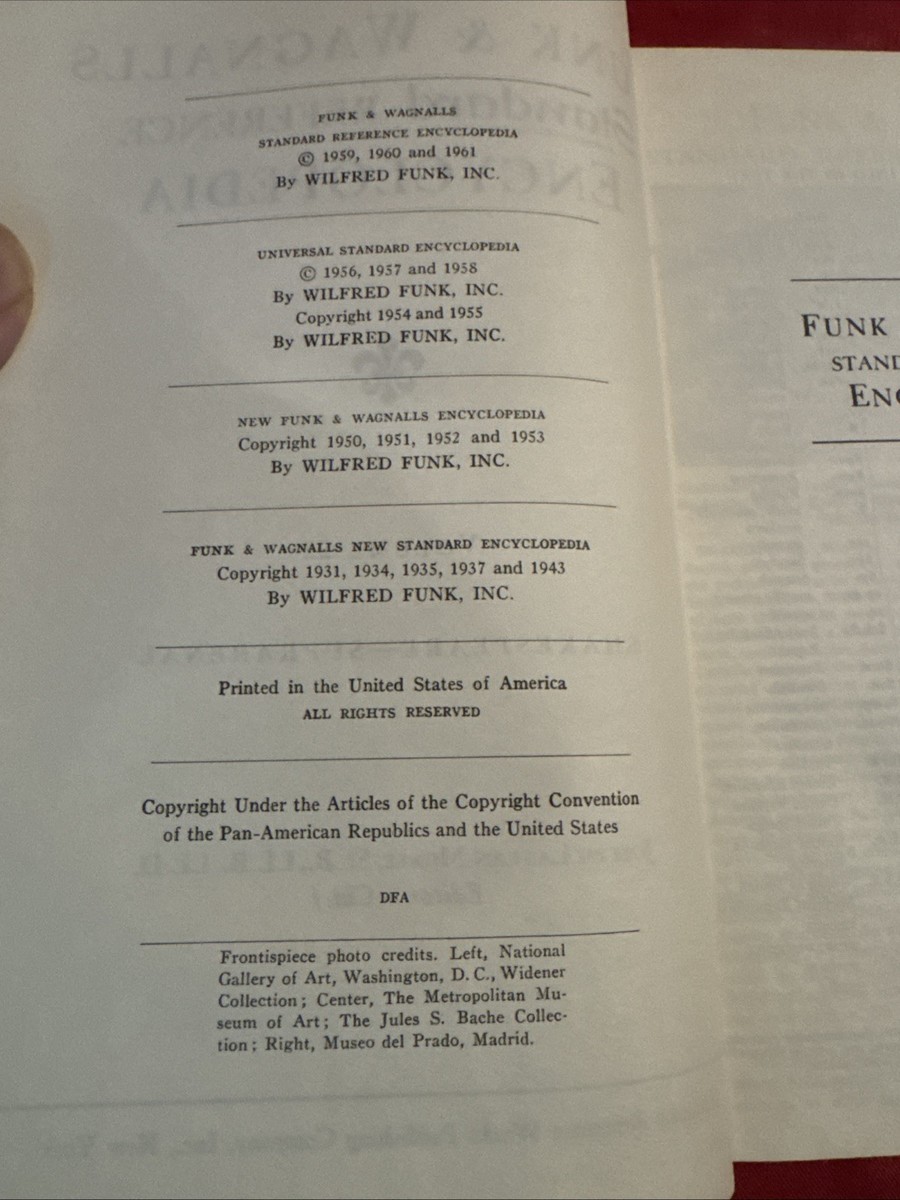 FUNK & WAGNALLS
STANDARD REFERENCE ENCYCLOPEDIA
© 1959, 1960 and 1961
By WILFRED FUNK, INC.
UNIVERSAL STANDARD ENCYCLOPEDIA
© 1956, 1957 and 1958
By WILFRED FUNK, INC.
Copyright 1954 and 1955
By WILFRED FUNK, INC.
NEW FUNK & WAGNALLS ENCYCLOPEDIA
Copyright 1950, 1951, 1952 and 1953
By WILFRED FUNK, INC.
FUNK & WAGNALLS NEW STANDARD ENCYCLOPEDIA
Copyright 1931, 1934, 1935, 1937 and 1943
By WILFRED FUNK, INC.
Printed in the United States of America
ALL RIGHTS RESERVED
Copyright Under the Articles of the Copyright Convention
of the Pan-American Republics and the United States
DFA
Frontispiece photo credits. Left, National
Gallery of Art, Washington, D. C., Widener
Collection; Center, The Metropolitan Mu-
seum of Art; The Jules S. Bache Collec-
tion; Right, Museo del Prado, Madrid.
FUNK
STAND
ENC